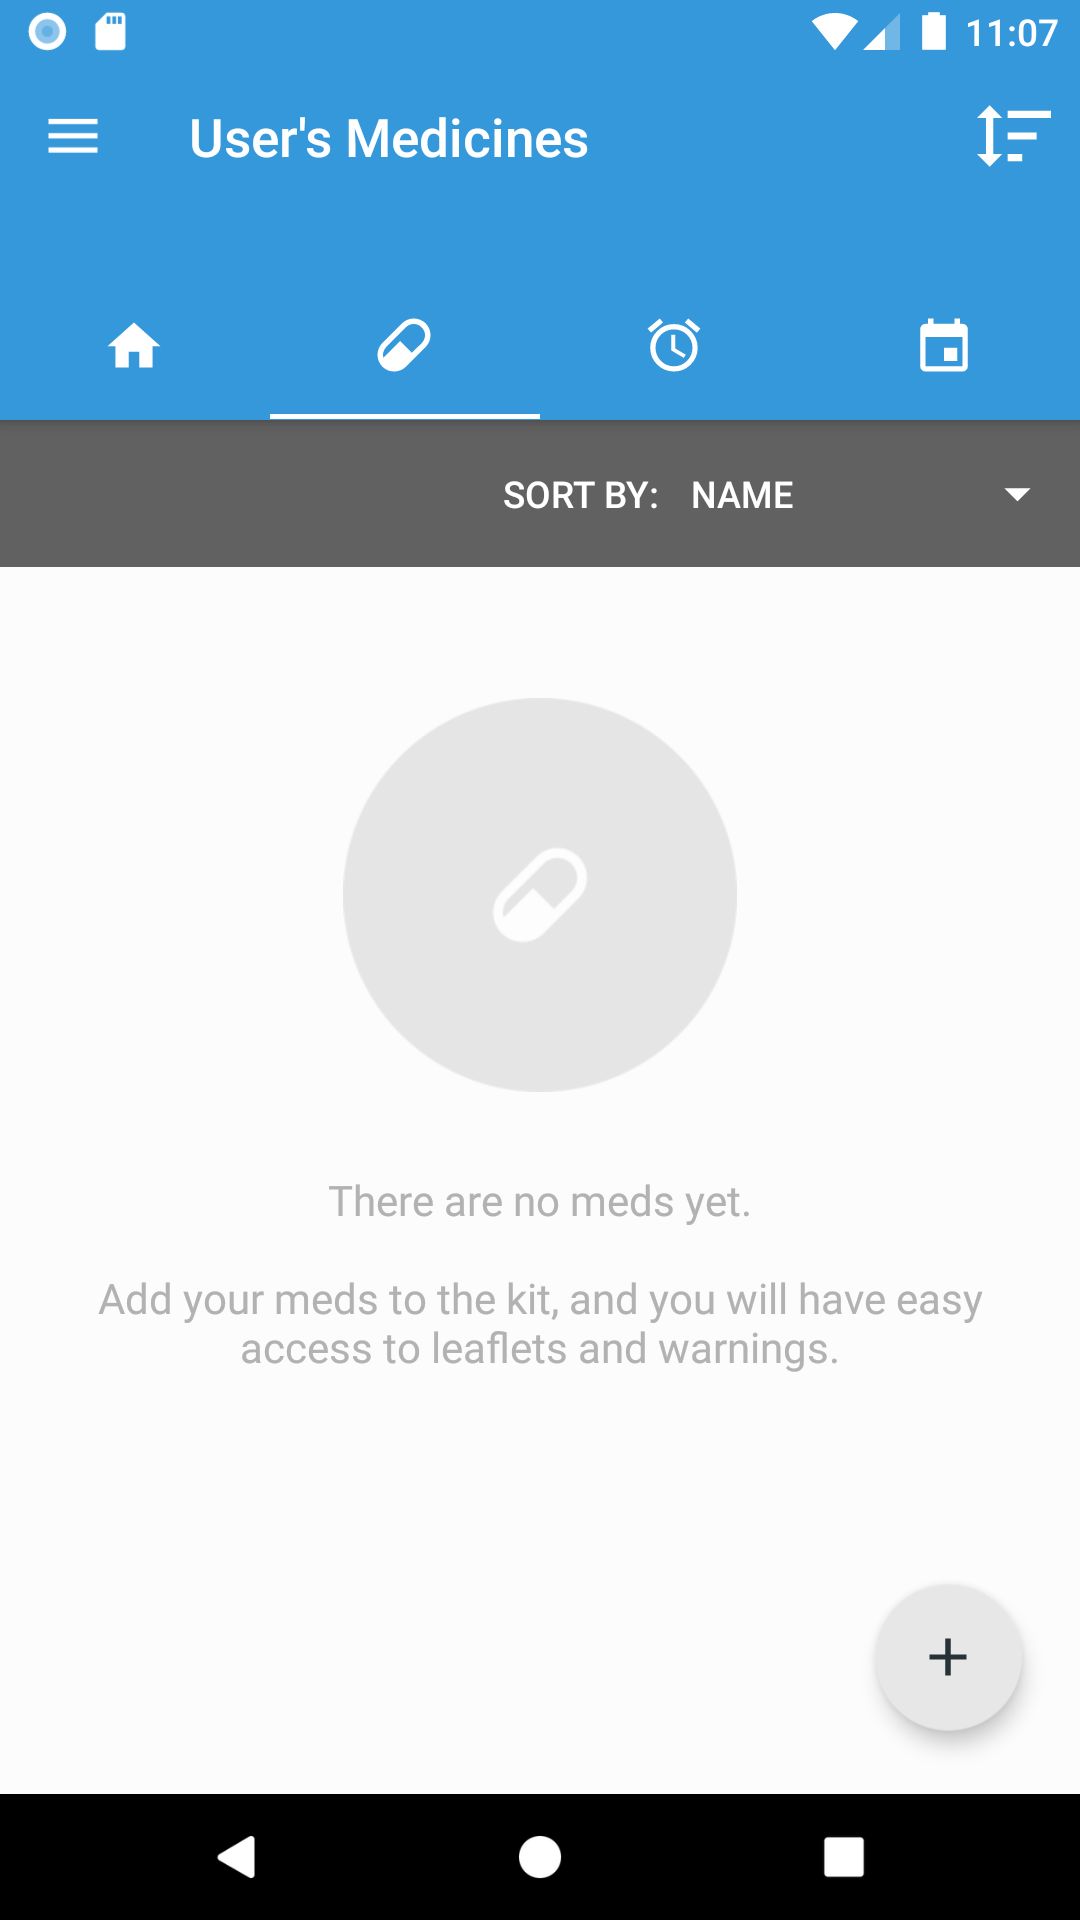 11:07
User's Medicines
SORT BY: NAME
There are no meds yet.
Add your meds to the kit, and you will have easy
access to leaflets and warnings.